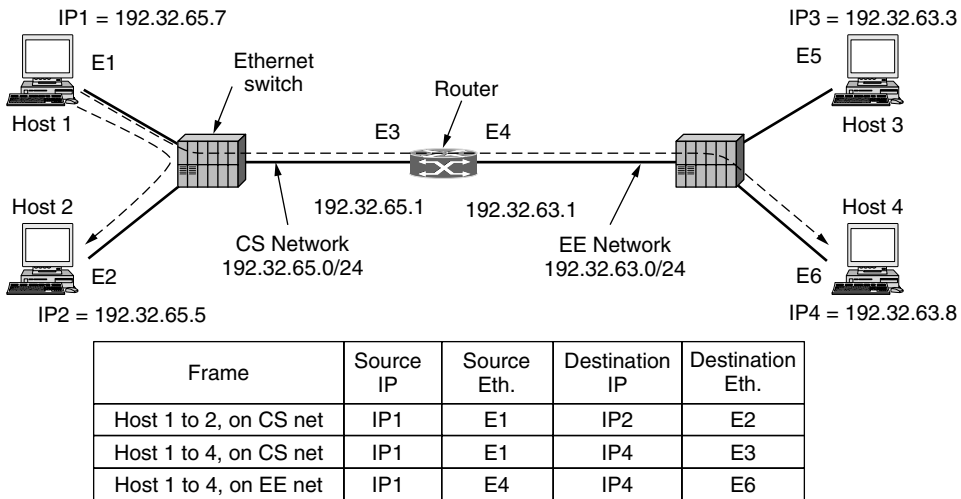 IP1 = 192.32.65.7
IP3 = 192.32.63.3
E1
Ethernet
switch
Router
E5
Host 1
E3
E4
Host 3
Host 2
192.32.65.1
192.32.63.1
Host 4
CS Network
192.32.65.0/24
EE Network
192.32.63.0/24
E2
E6
IP2 = 192.32.65.5
IP4 = 192.32.63.8
Frame Source IP Source Eth. Destination IP Destination Eth.
Host 1 to 2, on CS net IP1 E1 IP2 E2
Host 1 to 4, on CS net IP1 E1 IP4 E3
Host 1 to 4, on EE net IP1 E4 IP4 E6